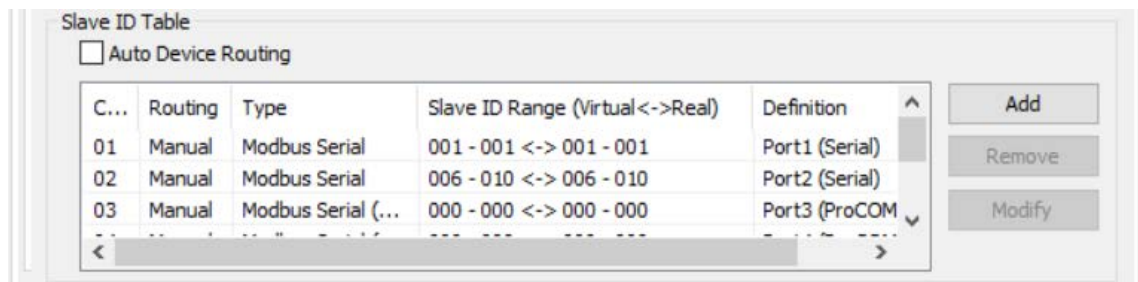 Slave ID Table
Auto Device Routing
C... Routing Type Slave ID Range (Virtual<->Real) Definition
Add
01 Manual Modbus Serial 001 - 001 <-> 001 - 001 Port1 (Serial)
Remove
02 Manual Modbus Serial 006 - 010 <-> 006 - 010 Port2 (Serial)
03 Manual Modbus Serial (... 000 - 000 <-> 000 - 000 Port3 (ProCOM
Modify